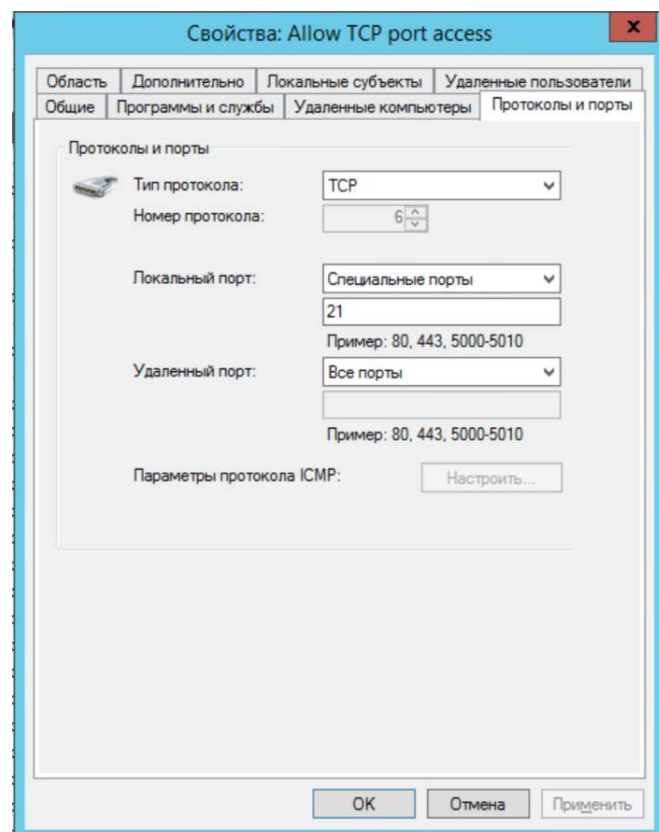 Свойства: Allow TCP port access
x
Область Дополнительно Локальные субъекты Удаленные пользователи
Общие Программы и службы Удаленные компьютеры Протоколы и порты
Протоколы и порты
Тип протокола: TCP
Номер протокола: 6
Локальный порт: Специальные порты
21
Пример: 80, 443, 5000-5010
Удаленный порт: Все порты
Пример: 80, 443, 5000-5010
Параметры протокола ICMP: Настроить...
OK Отмена Применить